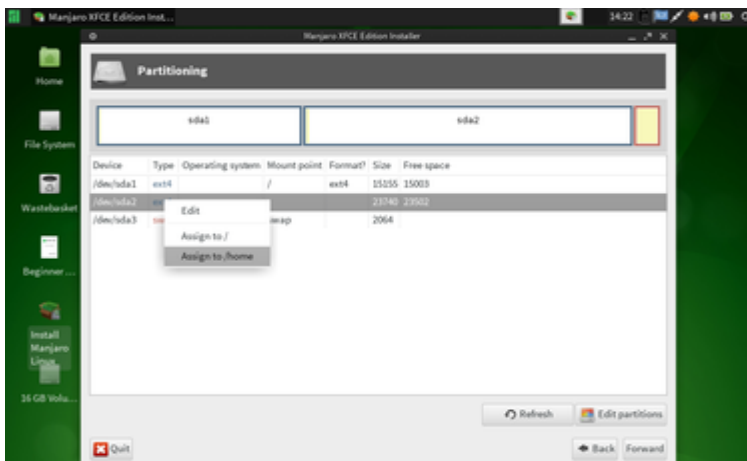 Manjaro XFCE Edition Inst... 14:22
Manjaro XFCE Edition Installer
Home
File System
Wastebasket
Beginner ...
Install
Manjaro
Linux
16 GB Volu...
Partitioning
sda1 sda2
Device Type Operating system Mount point Format? Size Free space
/dev/sda1 ext4 / ext4 15155 15003
/dev/sda2 23740 23502
/dev/sda3 swap 2064
Edit
Assign to /
Assign to /home
Refresh Edit partitions
Quit Back Forward